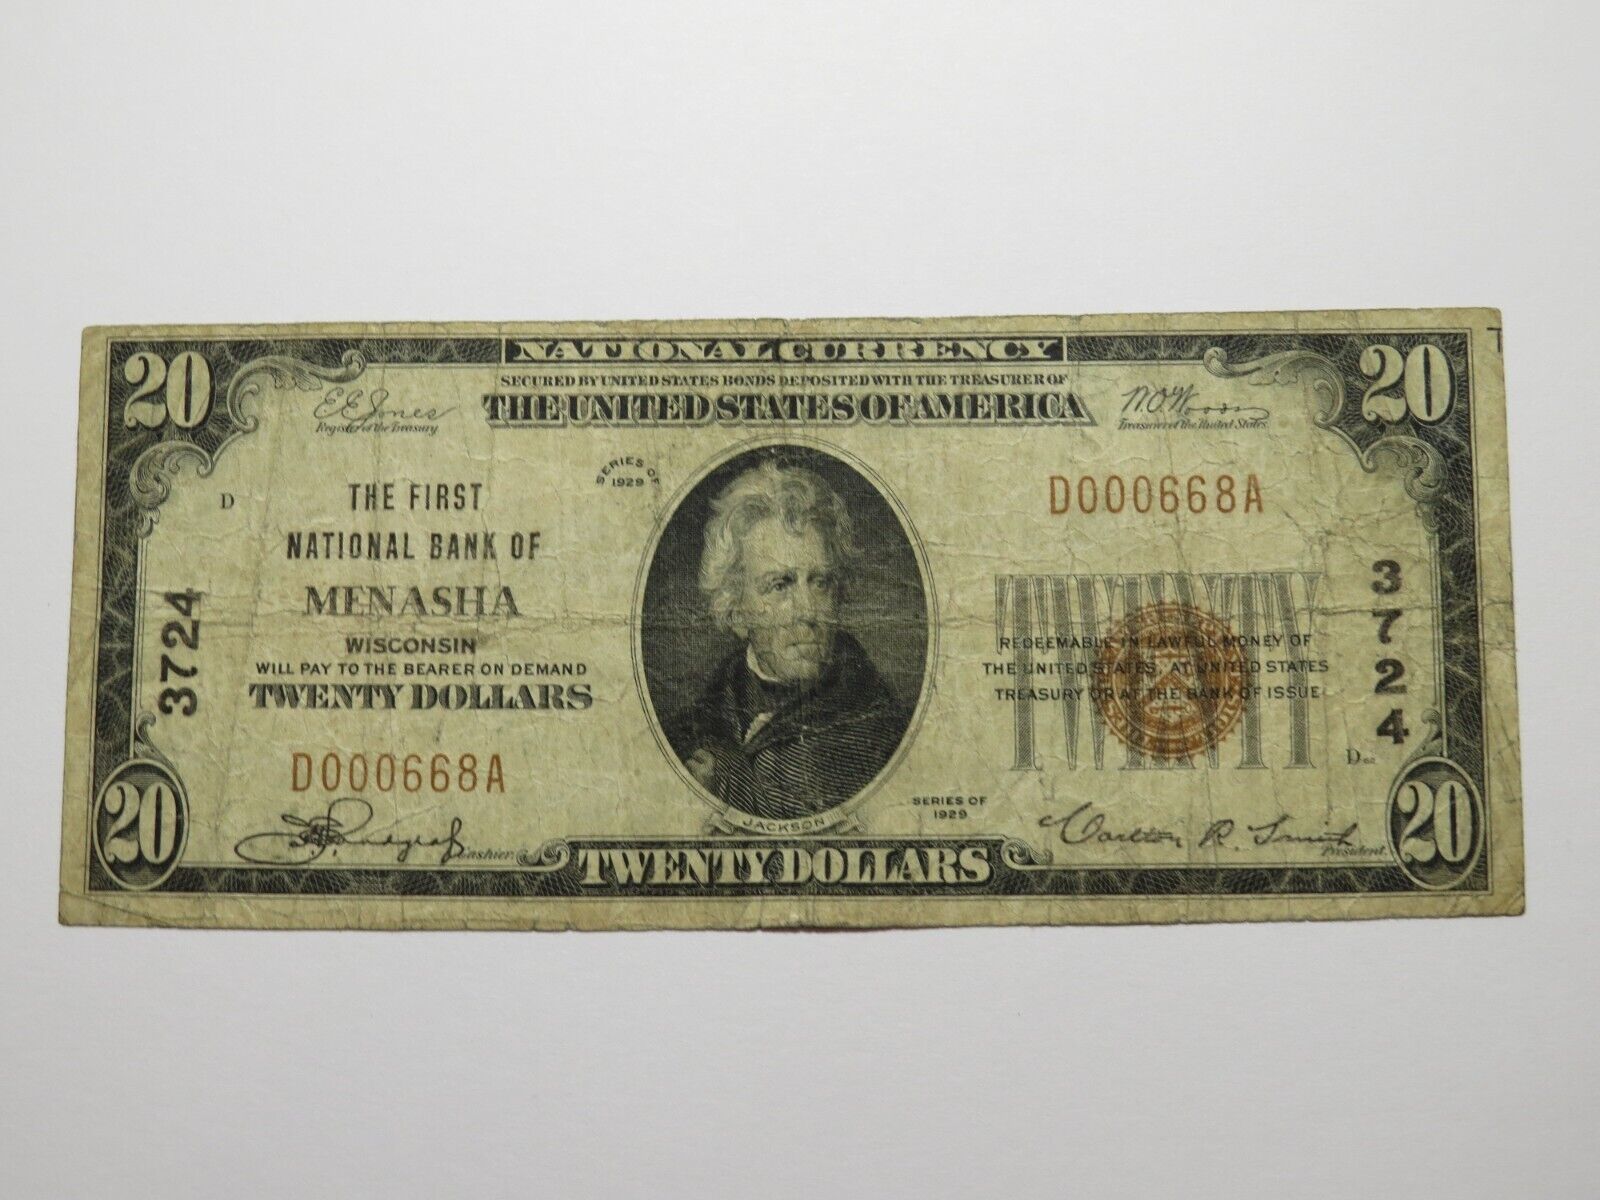 NATIONAL CURRENCY
SECURED BY UNITED STATES BONDS DEPOSITED WITH THE TREASURER OF
THE UNITED STATES OF AMERICA
20
20
E.E. Jones
Register of the Treasury
W.O. Woods
Treasurer of the United States
SERIES OF
1929
D
THE FIRST
NATIONAL BANK OF
MENASHA
WISCONSIN
WILL PAY TO THE BEARER ON DEMAND
TWENTY DOLLARS
D000668A
3724
D000668A
3724
TWENTY
REDEEMABLE IN LAWFUL MONEY OF
THE UNITED STATES, AT UNITED STATES
TREASURY OR AT THE BANK OF ISSUE
D
SERIES OF
1929
JACKSON
Cashier
Carlton R. Smith
President
20
TWENTY DOLLARS
20